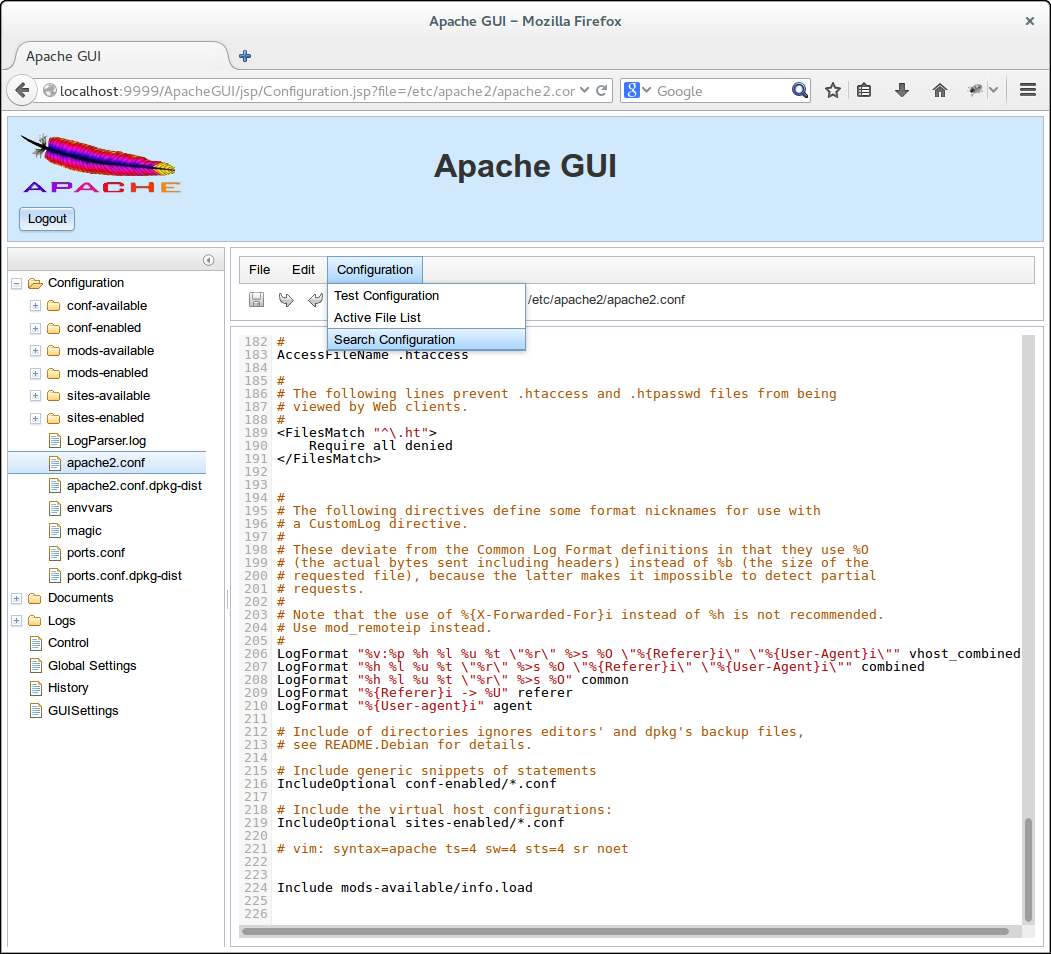 Apache GUI – Mozilla Firefox
Apache GUI
localhost:9999/ApacheGUI/jsp/Configuration.jsp?file=/etc/apache2/apache2.cor
Google
APACHE
Apache GUI
Logout
Configuration
conf-available
conf-enabled
mods-available
mods-enabled
sites-available
sites-enabled
LogParser.log
apache2.conf
apache2.conf.dpkg-dist
envvars
magic
ports.conf
ports.conf.dpkg-dist
Documents
Logs
Control
Global Settings
History
GUISettings
File Edit Configuration
Test Configuration
Active File List
Search Configuration
/etc/apache2/apache2.conf
182 #
183 AccessFileName .htaccess
184
185 #
186 # The following lines prevent .htaccess and .htpasswd files from being
187 # viewed by Web clients.
188 #
189 <FilesMatch "^\.ht">
190     Require all denied
191 </FilesMatch>
192
193
194 #
195 # The following directives define some format nicknames for use with
196 # a CustomLog directive.
197 #
198 # These deviate from the Common Log Format definitions in that they use %O
199 # (the actual bytes sent including headers) instead of %b (the size of the
200 # requested file), because the latter makes it impossible to detect partial
201 # requests.
202 #
203 # Note that the use of %{X-Forwarded-For}i instead of %h is not recommended.
204 # Use mod_remoteip instead.
205 #
206 LogFormat "%v:%p %h %l %u %t \"%r\" %>s %O \"%{Referer}i\" \"%{User-Agent}i\"" vhost_combined
207 LogFormat "%h %l %u %t \"%r\" %>s %O \"%{Referer}i\" \"%{User-Agent}i\"" combined
208 LogFormat "%h %l %u %t \"%r\" %>s %O" common
209 LogFormat "%{Referer}i -> %U" referer
210 LogFormat "%{User-agent}i" agent
211
212 # Include of directories ignores editors' and dpkg's backup files,
213 # see README.Debian for details.
214
215 # Include generic snippets of statements
216 IncludeOptional conf-enabled/*.conf
217
218 # Include the virtual host configurations:
219 IncludeOptional sites-enabled/*.conf
220
221 # vim: syntax=apache ts=4 sw=4 sts=4 sr noet
222
223
224 Include mods-available/info.load
225
226